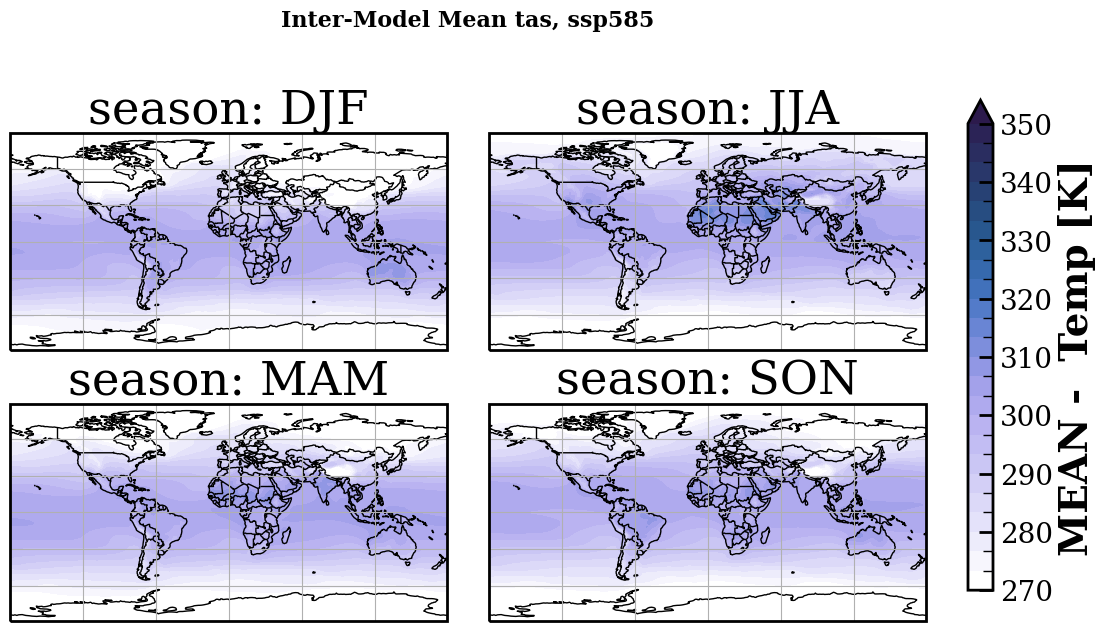 Inter-Model Mean tas, ssp585
season: DJF
season: JJA
season: MAM
season: SON
350
340
330
320
310
300
290
280
270
MEAN - Temp [K]